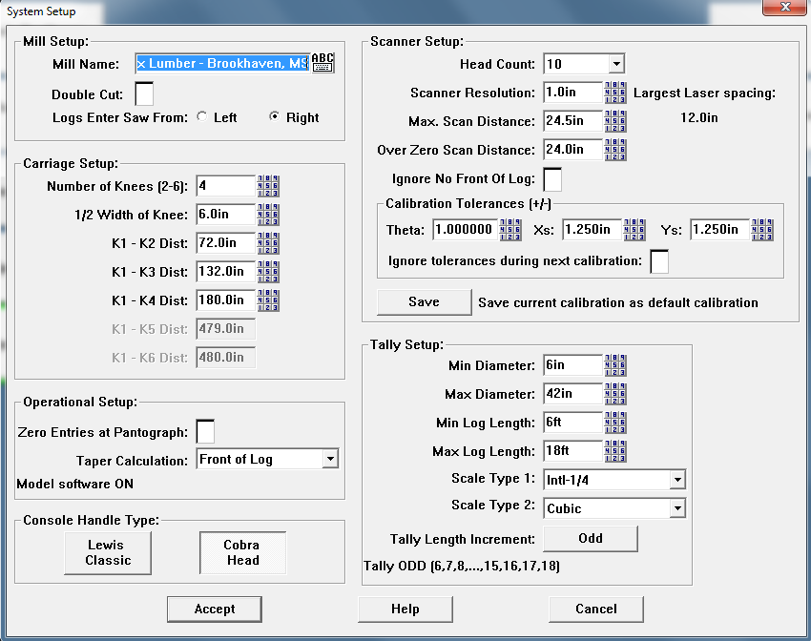 System Setup
Mill Setup:
Mill Name: x Lumber - Brookhaven, MS ABC
Double Cut:
Logs Enter Saw From: Left Right
Carriage Setup:
Number of Knees (2-6): 4
1/2 Width of Knee: 6.0in
K1 - K2 Dist: 72.0in
K1 - K3 Dist: 132.0in
K1 - K4 Dist: 180.0in
K1 - K5 Dist: 479.0in
K1 - K6 Dist: 480.0in
Operational Setup:
Zero Entries at Pantograph:
Taper Calculation: Front of Log
Model software ON
Console Handle Type:
Lewis Classic
Cobra Head
Scanner Setup:
Head Count: 10
Scanner Resolution: 1.0in
Largest Laser spacing:
12.0in
Max. Scan Distance: 24.5in
Over Zero Scan Distance: 24.0in
Ignore No Front Of Log:
Calibration Tolerances (+/-)
Theta: 1.000000 Xs: 1.250in Ys: 1.250in
Ignore tolerances during next calibration:
Save Save current calibration as default calibration
Tally Setup:
Min Diameter: 6in
Max Diameter: 42in
Min Log Length: 6ft
Max Log Length: 18ft
Scale Type 1: Intl-1/4
Scale Type 2: Cubic
Tally Length Increment: Odd
Tally ODD (6,7,8,...,15,16,17,18)
Accept Help Cancel